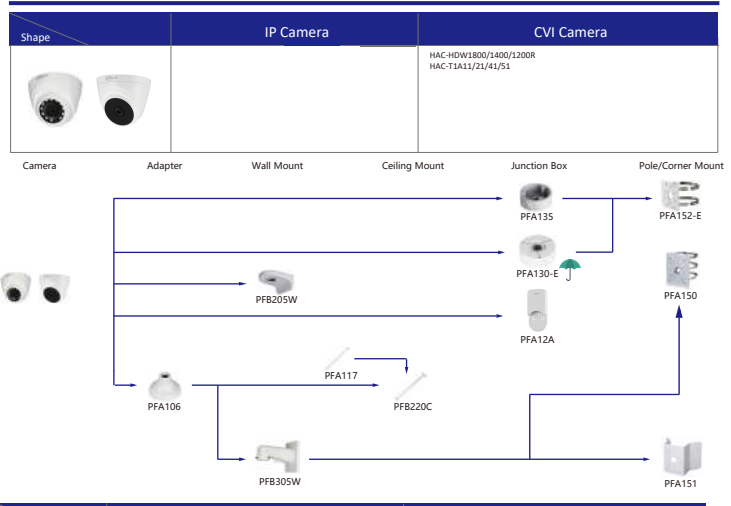 Shape
IP Camera
CVI Camera
HAC-HDW1800/1400/1200R
HAC-T1A11/21/41/51
Camera
Adapter
Wall Mount
Ceiling Mount
Junction Box
Pole/Corner Mount
PFA135
PFA152-E
PFA130-E
PFB205W
PFA150
PFA12A
PFA117
PFA106
PFB220C
PFB305W
PFA151